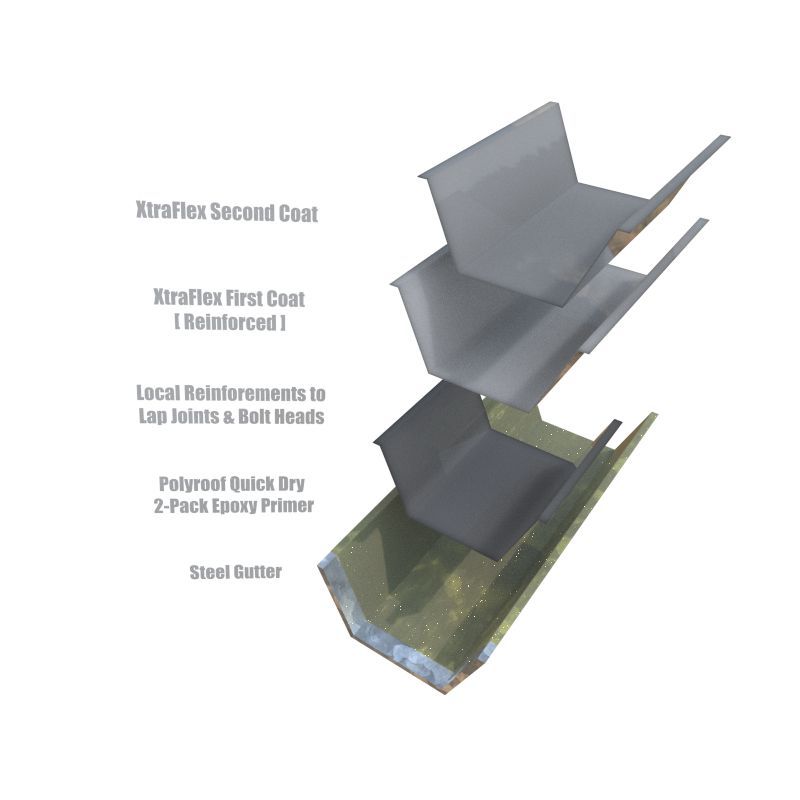 XtraFlex Second Coat
XtraFlex First Coat
[ Reinforced ]
Local Reinforements to
Lap Joints & Bolt Heads
Polyroof Quick Dry
2-Pack Epoxy Primer
Steel Gutter